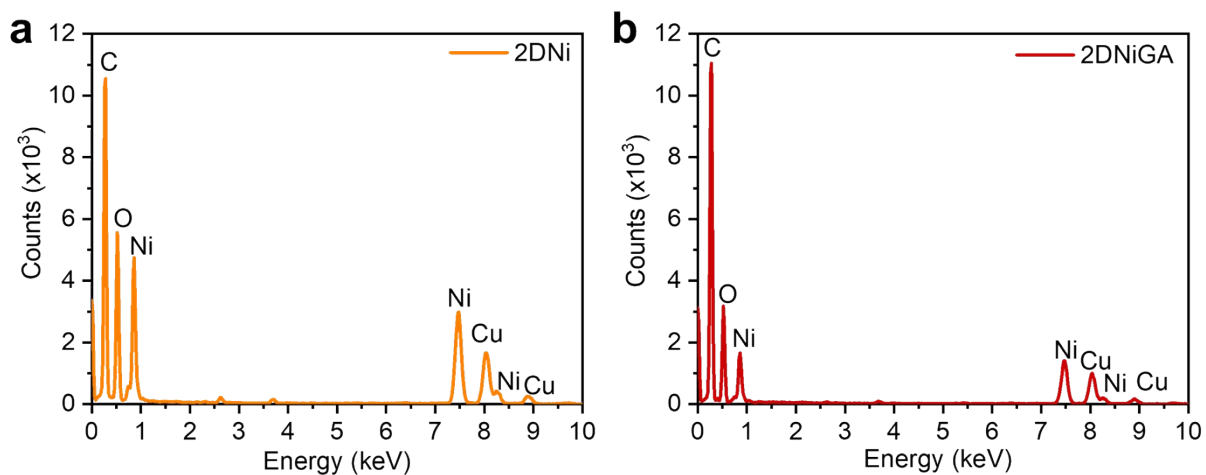 a
2DNi
Counts (x10³)
12
10
8
6
4
2
0
C
O
Ni
Ni
Cu
Ni
Cu
0 1 2 3 4 5 6 7 8 9 10
Energy (keV)
b
2DNiGA
Counts (x10³)
12
10
8
6
4
2
0
C
O
Ni
Ni
Cu
Ni
Cu
0 1 2 3 4 5 6 7 8 9 10
Energy (keV)